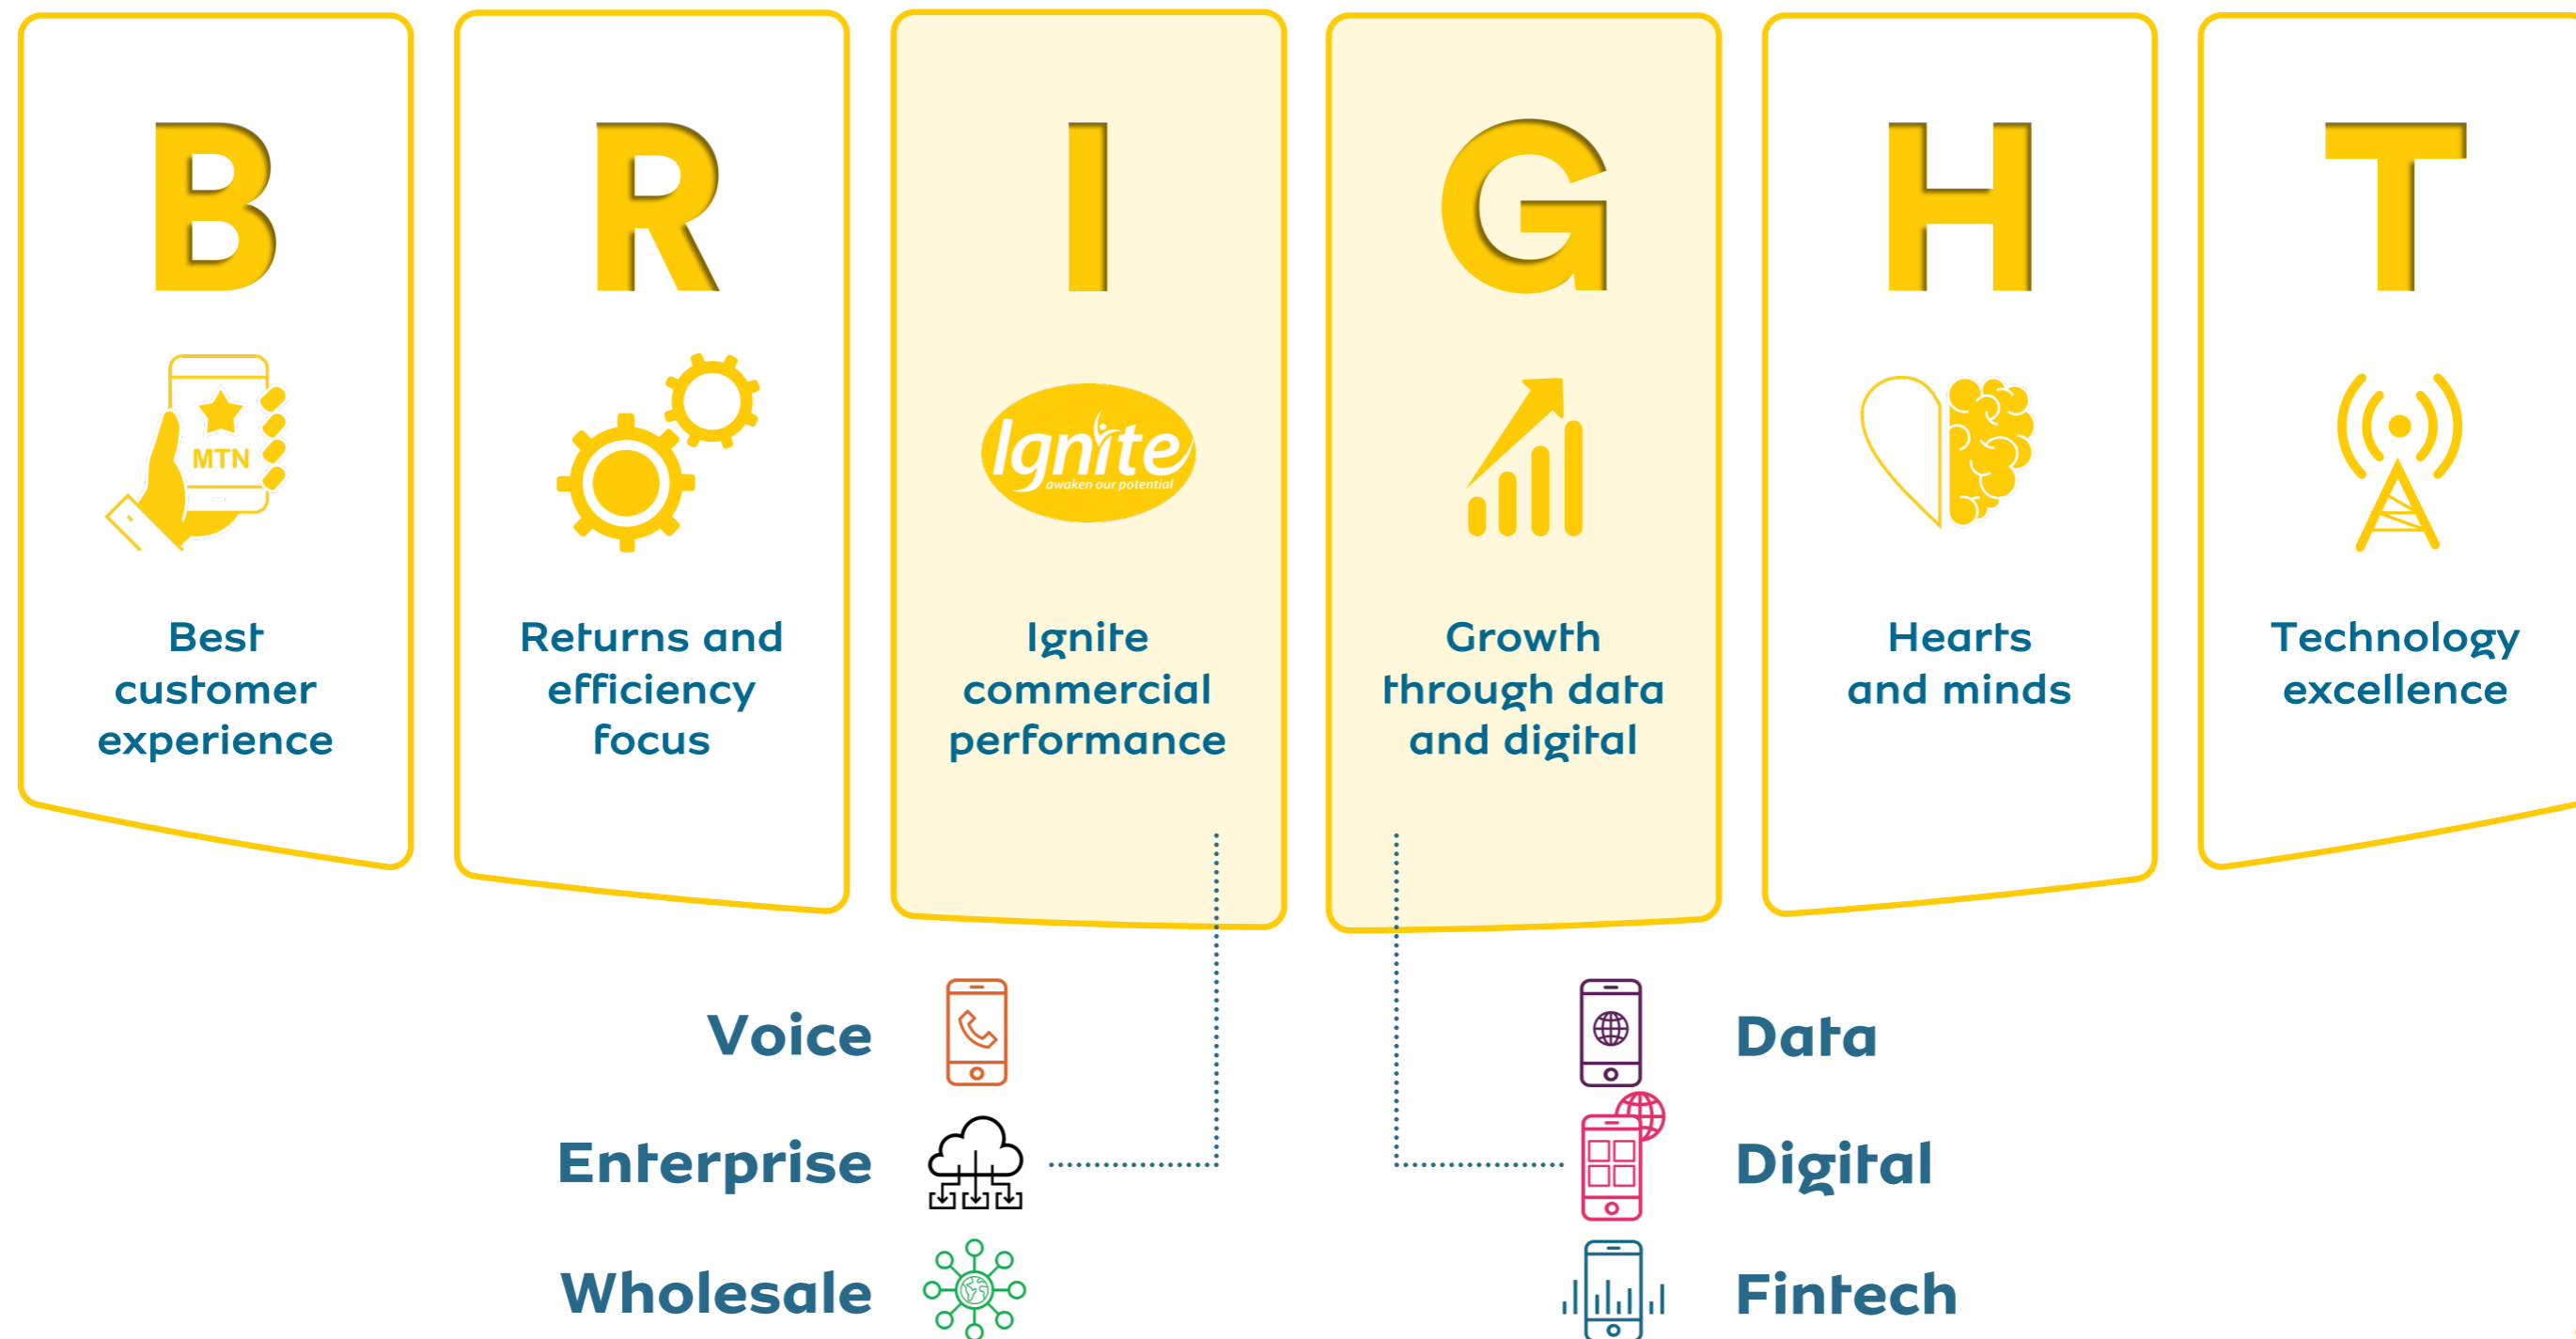 B
R
I
G
H
T
MTN
Ignite
awaken our potential
Best
customer
experience
Returns and
efficiency
focus
Ignite
commercial
performance
Growth
through data
and digital
Hearts
and minds
Technology
excellence
Voice
Enterprise
Wholesale
Data
Digital
Fintech